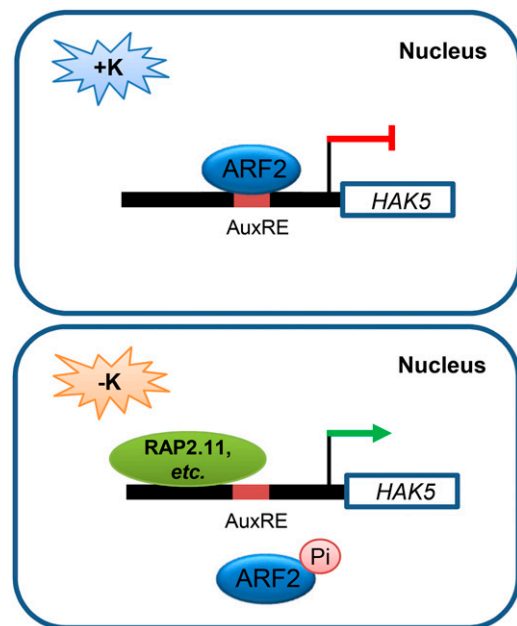 +K
Nucleus
ARF2
AuxRE
HAK5
-K
Nucleus
RAP2.11,
etc.
AuxRE
HAK5
Pi
ARF2